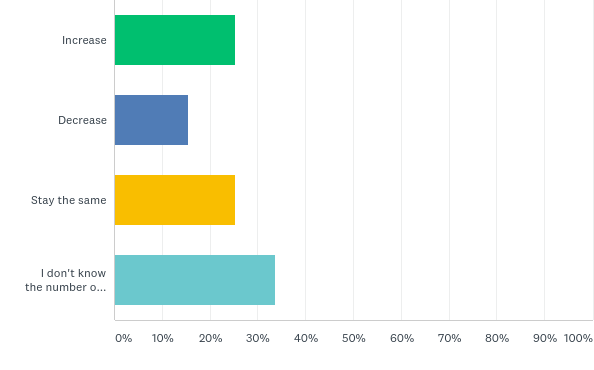 Increase
Decrease
Stay the same
I don't know
the number o...
0% 10% 20% 30% 40% 50% 60% 70% 80% 90% 100%